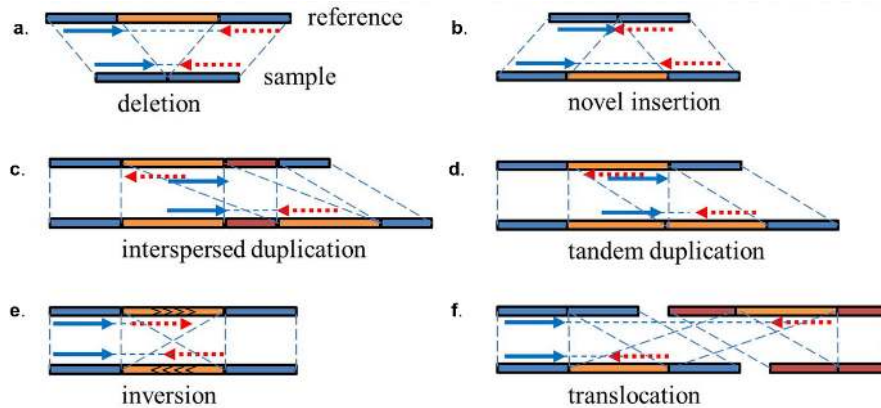 a.
reference
sample
deletion
b.
novel insertion
c.
interspersed duplication
d.
tandem duplication
e.
inversion
f.
translocation